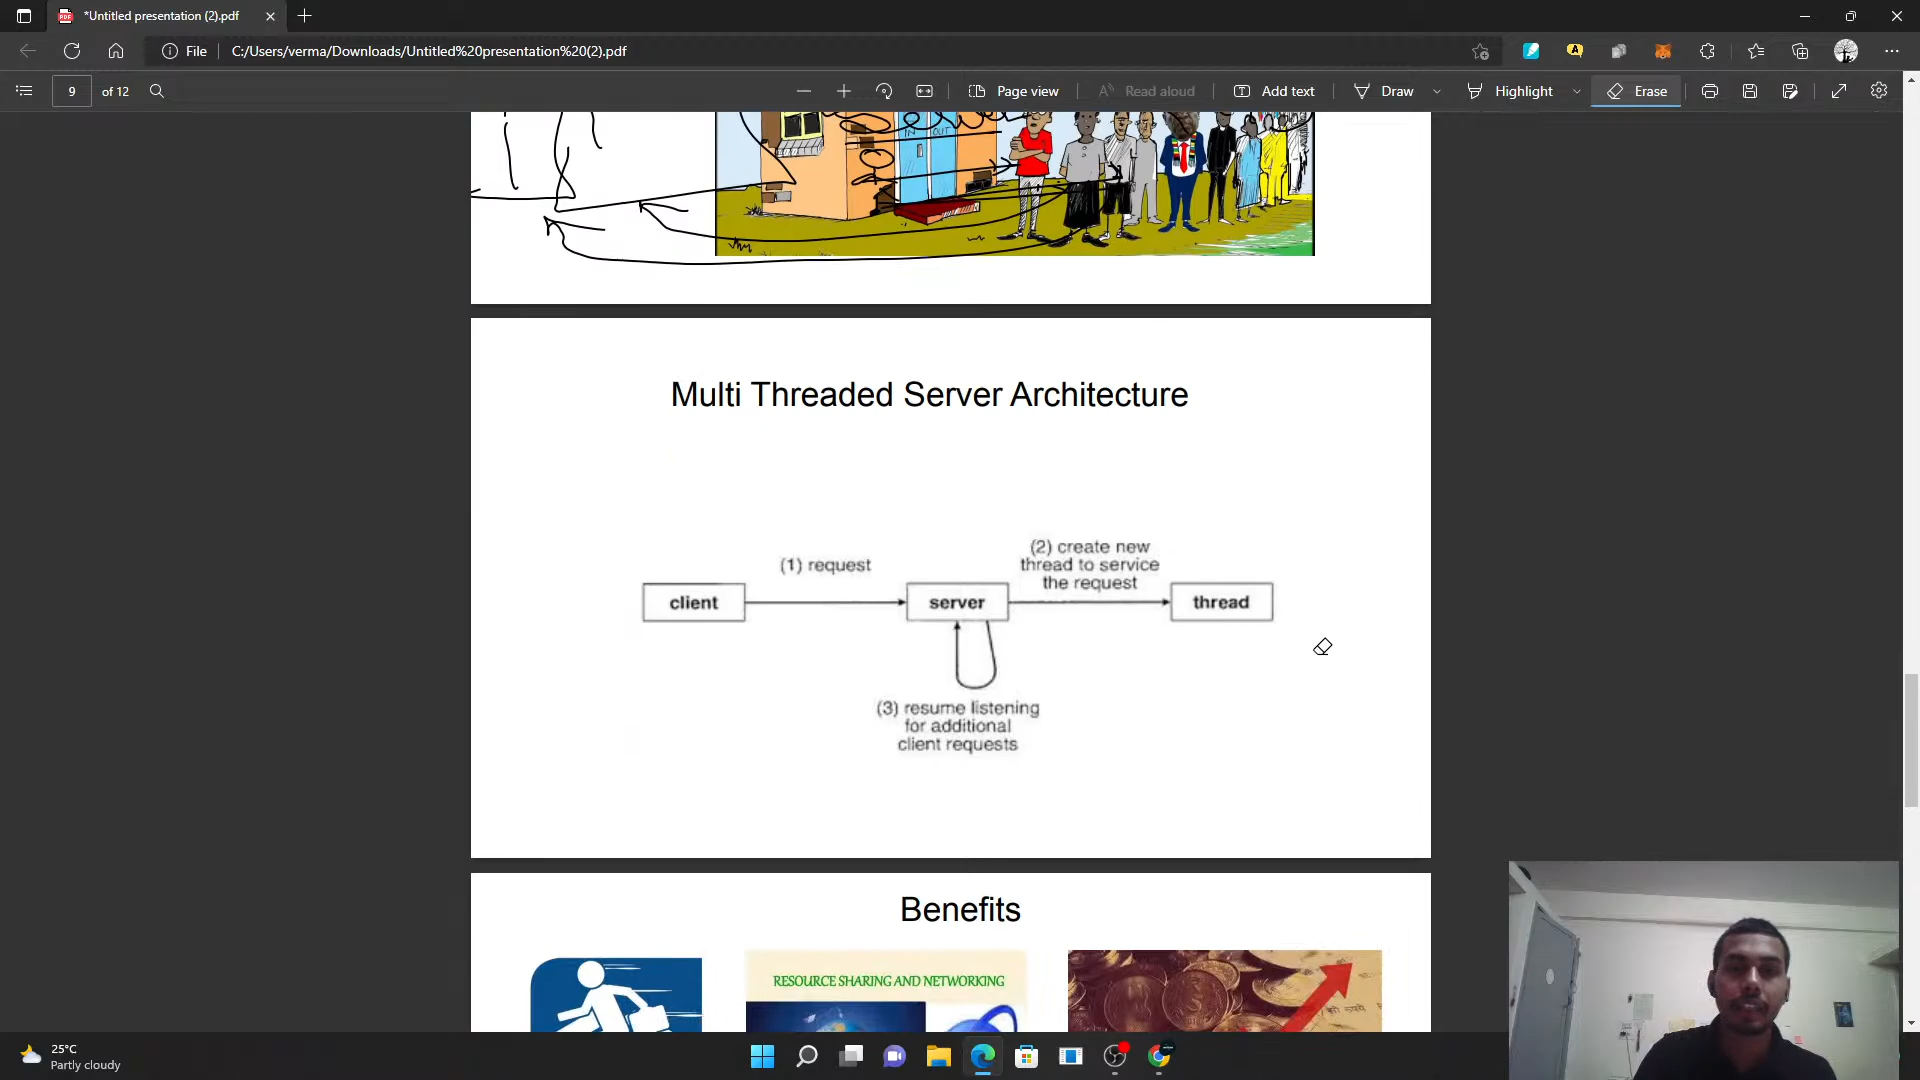 *Untitled presentation (2).pdf
File
C:/Users/verma/Downloads/Untitled%20presentation%20(2).pdf
9
of 12
Page view
Read aloud
Add text
Draw
Highlight
Erase
IN
OUT
Multi Threaded Server Architecture
(1) request
(2) create new
thread to service
the request
client
server
thread
(3) resume listening
for additional
client requests
Benefits
RESOURCE SHARING AND NETWORKING
25°C
Partly cloudy